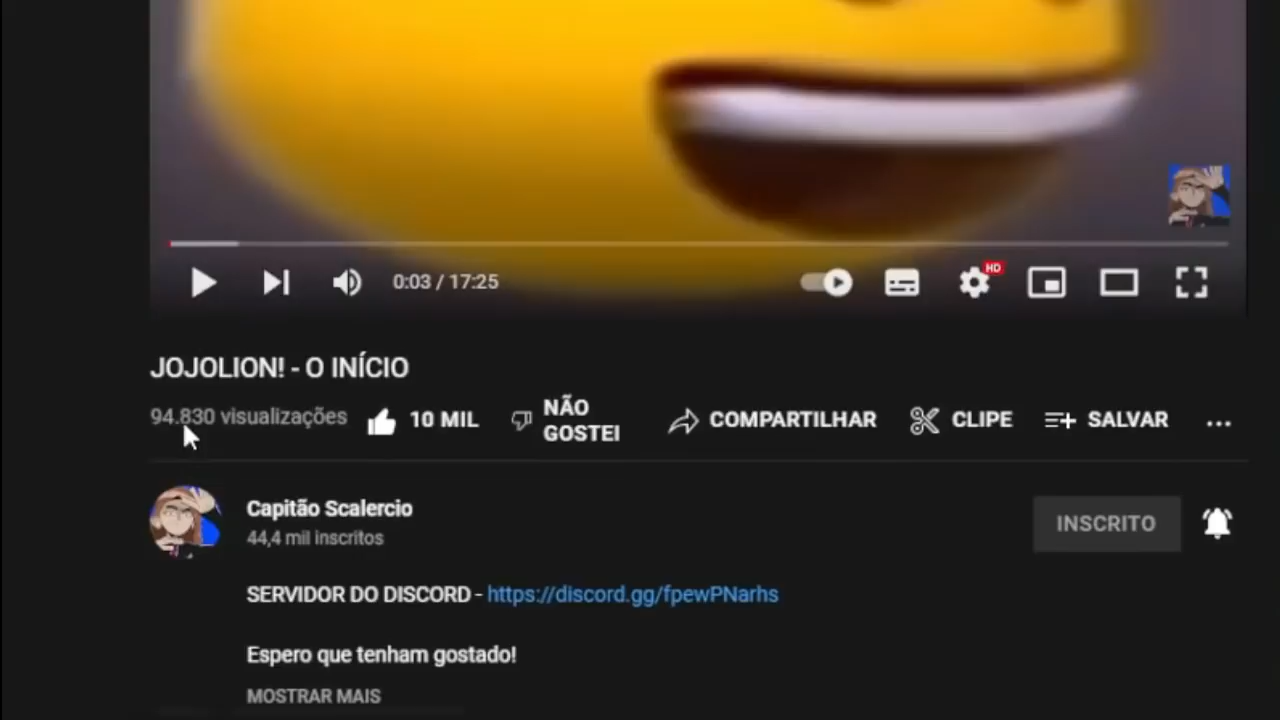 0:03 / 17:25
HD
JOJOLION! - O INÍCIO
94.830 visualizações
10 MIL
NÃO
GOSTEI
COMPARTILHAR
CLIPE
SALVAR
Capitão Scalercio
44,4 mil inscritos
INSCRITO
SERVIDOR DO DISCORD - https://discord.gg/fpewPNarhs
Espero que tenham gostado!
MOSTRAR MAIS